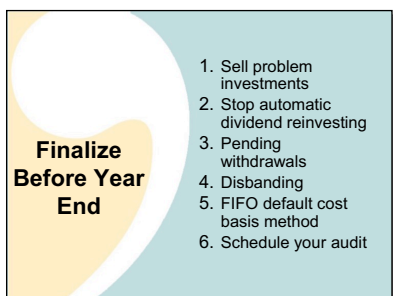 Finalize
Before Year
End
1. Sell problem
investments
2. Stop automatic
dividend reinvesting
3. Pending
withdrawals
4. Disbanding
5. FIFO default cost
basis method
6. Schedule your audit